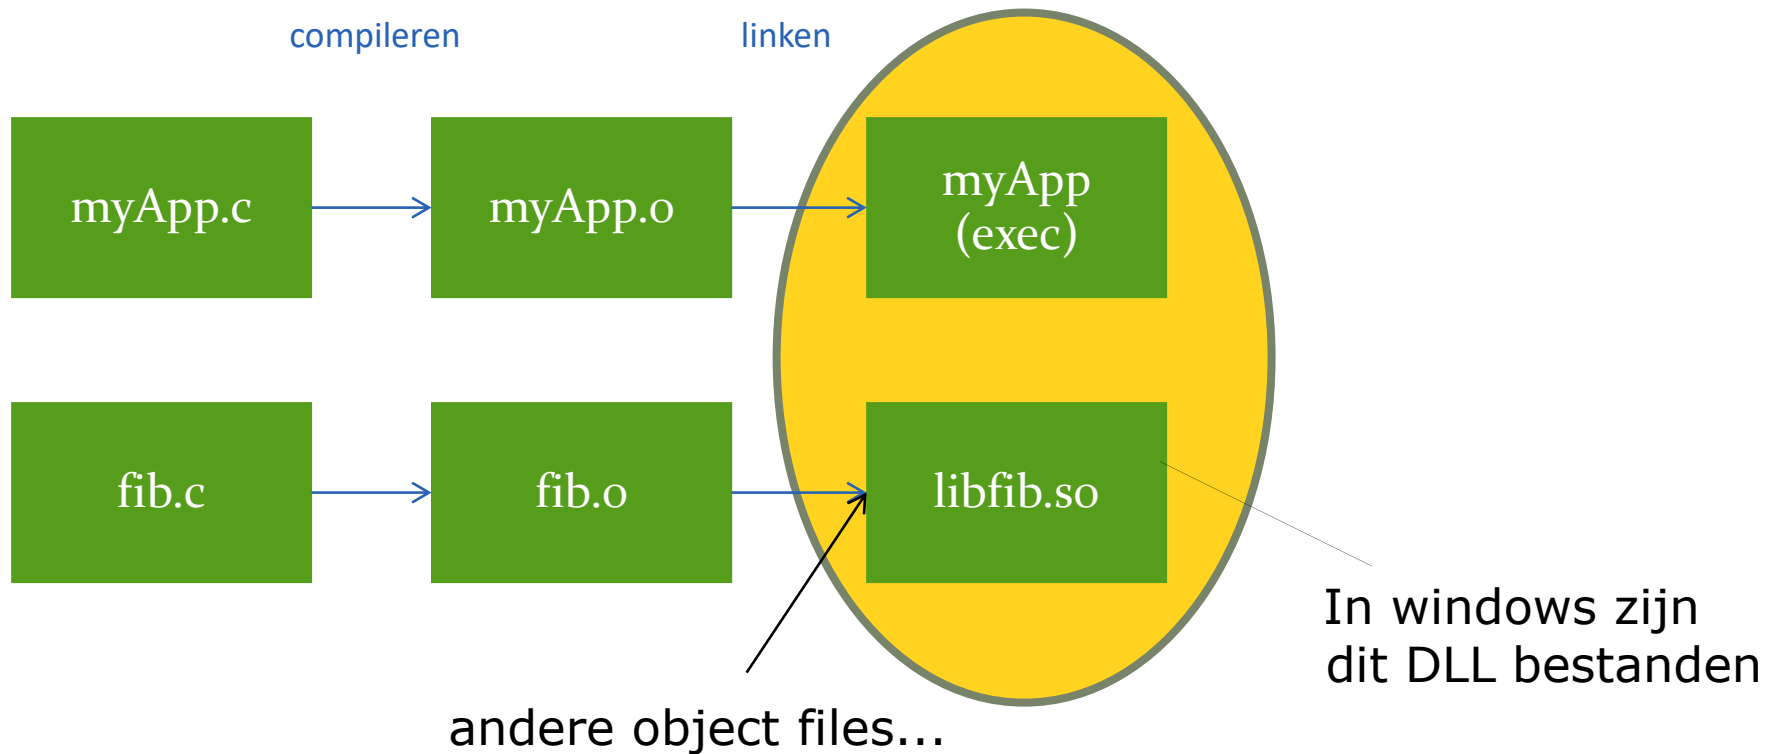 compileren
linken
myApp.c
myApp.o
myApp
(exec)
fib.c
fib.o
libfib.so
In windows zijn
dit DLL bestanden
andere object files...